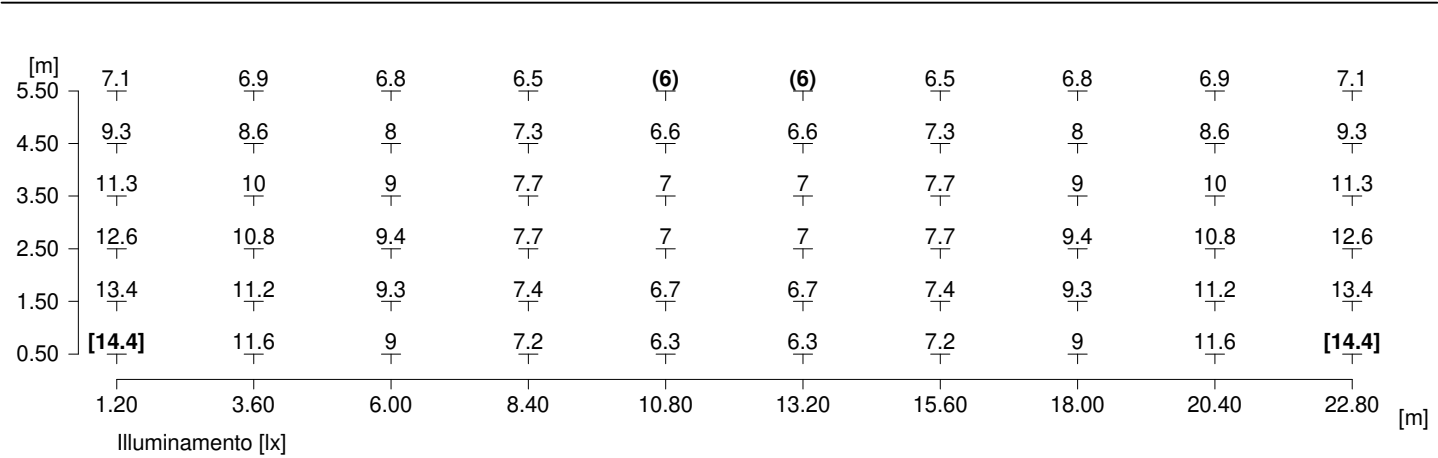 [m]
7.1 6.9 6.8 6.5 (6) (6) 6.5 6.8 6.9 7.1
5.50
9.3 8.6 8 7.3 6.6 6.6 7.3 8 8.6 9.3
4.50
11.3 10 9 7.7 7 7 7.7 9 10 11.3
3.50
12.6 10.8 9.4 7.7 7 7 7.7 9.4 10.8 12.6
2.50
13.4 11.2 9.3 7.4 6.7 6.7 7.4 9.3 11.2 13.4
1.50
[14.4] 11.6 9 7.2 6.3 6.3 7.2 9 11.6 [14.4]
0.50
1.20 3.60 6.00 8.40 10.80 13.20 15.60 18.00 20.40 22.80
[m]
Illuminamento [lx]